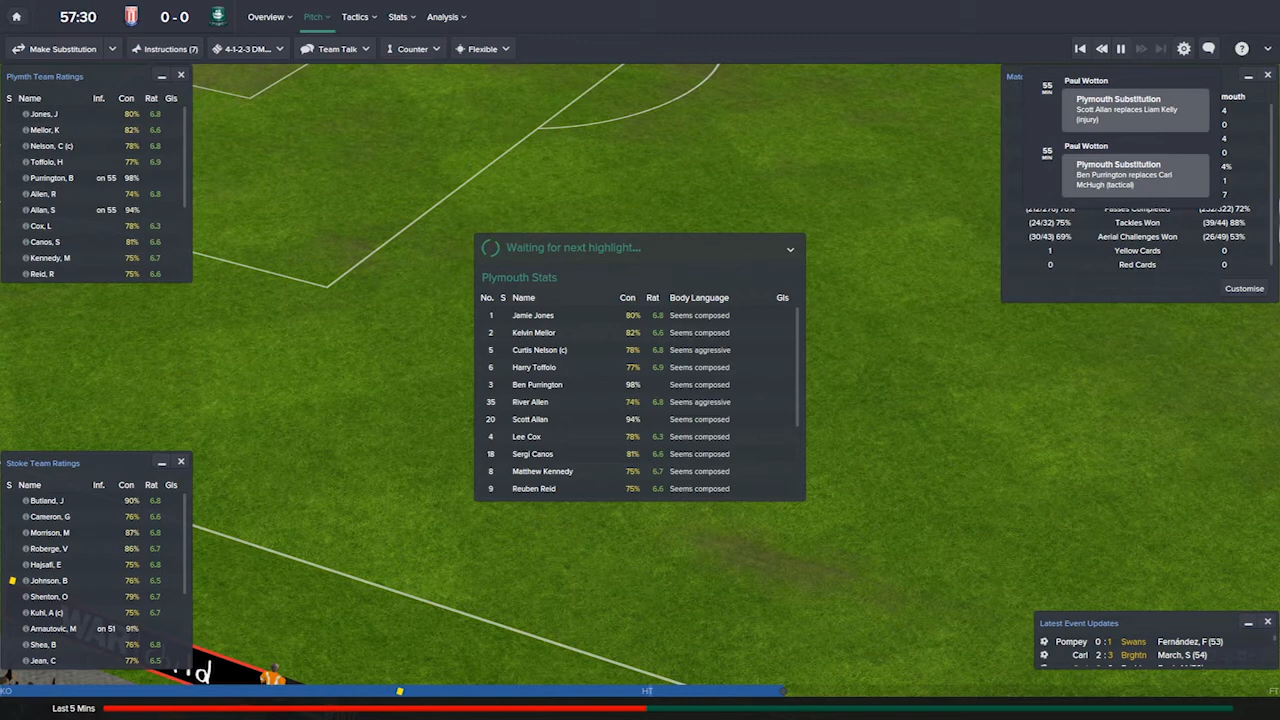 57:30
0 - 0
Overview Pitch Tactics Stats Analysis
Make Substitution Instructions (7) 4-1-2-3 DM... Team Talk Counter Flexible
Plymth Team Ratings
S Name Inf. Con Rat Gls
Jones, J 80% 6.8
Mellor, K 82% 6.6
Nelson, C (c) 78% 6.8
Toffolo, H 77% 6.9
Purrington, B on 55 98%
Allen, R 74% 6.8
Allan, S on 55 94%
Cox, L 78% 6.3
Canos, S 81% 6.6
Kennedy, M 75% 6.7
Reid, R 75% 6.6
Paul Wotton
55 MIN
Plymouth Substitution
Scott Allan replaces Liam Kelly
(injury)
Paul Wotton
55 MIN
Plymouth Substitution
Ben Purrington replaces Carl
McHugh (tactical)
mouth
4
0
4
0
4%
1
7
Passes Completed 72%
(24/32) 75% Tackles Won (39/44) 88%
(30/43) 69% Aerial Challenges Won (26/49) 53%
1 Yellow Cards 0
0 Red Cards 0
Customise
Waiting for next highlight...
Plymouth Stats
No. S Name Con Rat Body Language Gls
1 Jamie Jones 80% 6.8 Seems composed
2 Kelvin Mellor 82% 6.6 Seems composed
5 Curtis Nelson (c) 78% 6.8 Seems aggressive
6 Harry Toffolo 77% 6.9 Seems composed
3 Ben Purrington 98% Seems composed
35 River Allen 74% 6.8 Seems aggressive
20 Scott Allan 94% Seems composed
4 Lee Cox 78% 6.3 Seems composed
18 Sergi Canos 81% 6.6 Seems composed
8 Matthew Kennedy 75% 6.7 Seems composed
9 Reuben Reid 75% 6.6 Seems composed
Stoke Team Ratings
S Name Inf. Con Rat Gls
Butland, J 90% 6.8
Cameron, G 76% 6.6
Morrison, M 87% 6.8
Roberge, V 86% 6.7
Hajsafi, E 75% 6.8
Johnson, B 76% 6.5
Shenton, O 79% 6.7
Kuhl, A (c) 75% 6.7
Arnautovic, M on 51 91%
Shea, B 76% 6.8
Jean, C 77% 6.5
Latest Event Updates
Pompey 0 : 1 Swans Fernández, F (53)
Carl 2 : 3 Brghtn March, S (54)
KO HT FT
Last 5 Mins